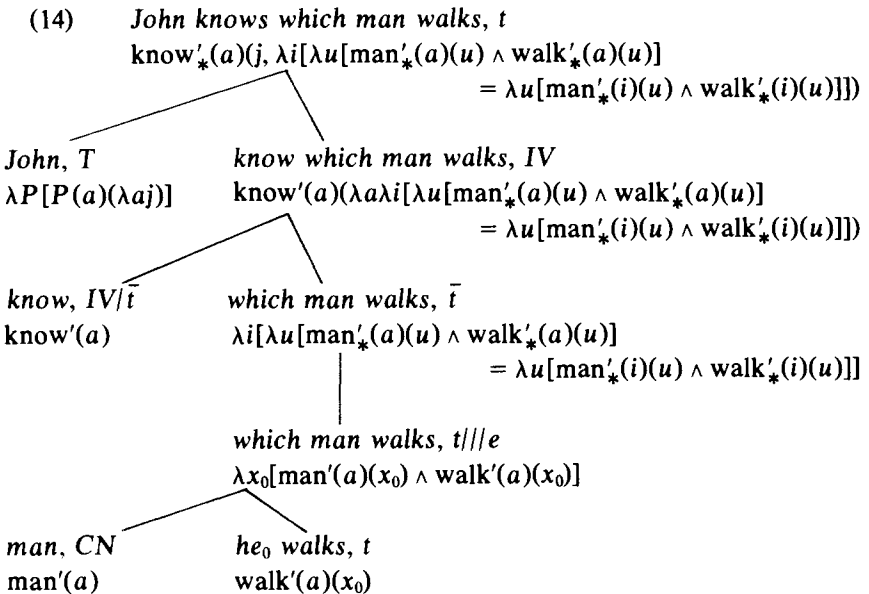 (14) John knows which man walks, t
know′∗(a)(j, λi[λu[man′∗(a)(u) ∧ walk′∗(a)(u)]
= λu[man′∗(i)(u) ∧ walk′∗(i)(u)]])
John, T know which man walks, IV
λP[P(a)(λaj)] know′(a)(λaλi[λu[man′∗(a)(u) ∧ walk′∗(a)(u)]
= λu[man′∗(i)(u) ∧ walk′∗(i)(u)]])
know, IV/t̄ which man walks, t̄
know′(a) λi[λu[man′∗(a)(u) ∧ walk′∗(a)(u)]
= λu[man′∗(i)(u) ∧ walk′∗(i)(u)]]
which man walks, t///e
λx₀[man′(a)(x₀) ∧ walk′(a)(x₀)]
man, CN he₀ walks, t
man′(a) walk′(a)(x₀)